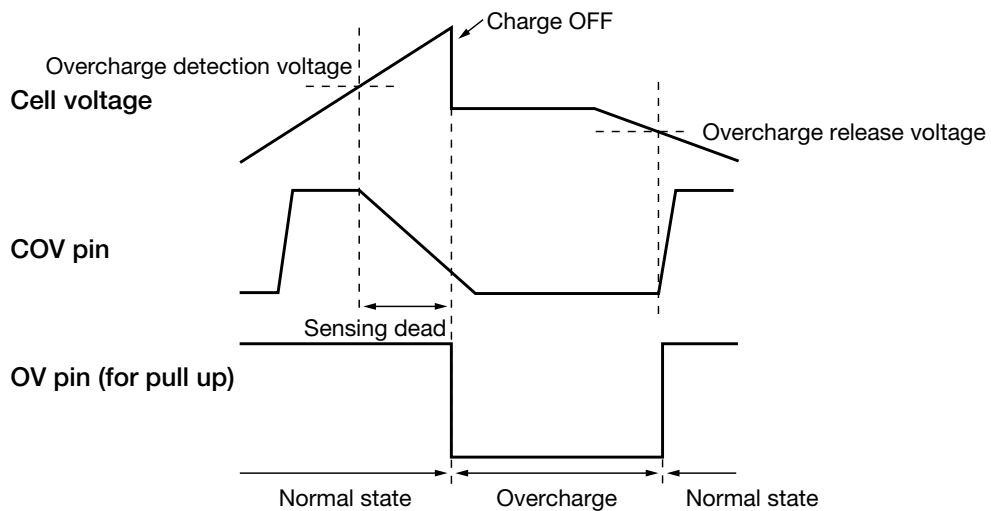 Charge OFF
Overcharge detection voltage
Cell voltage
Overcharge release voltage
COV pin
Sensing dead
OV pin (for pull up)
Normal state
Overcharge
Normal state